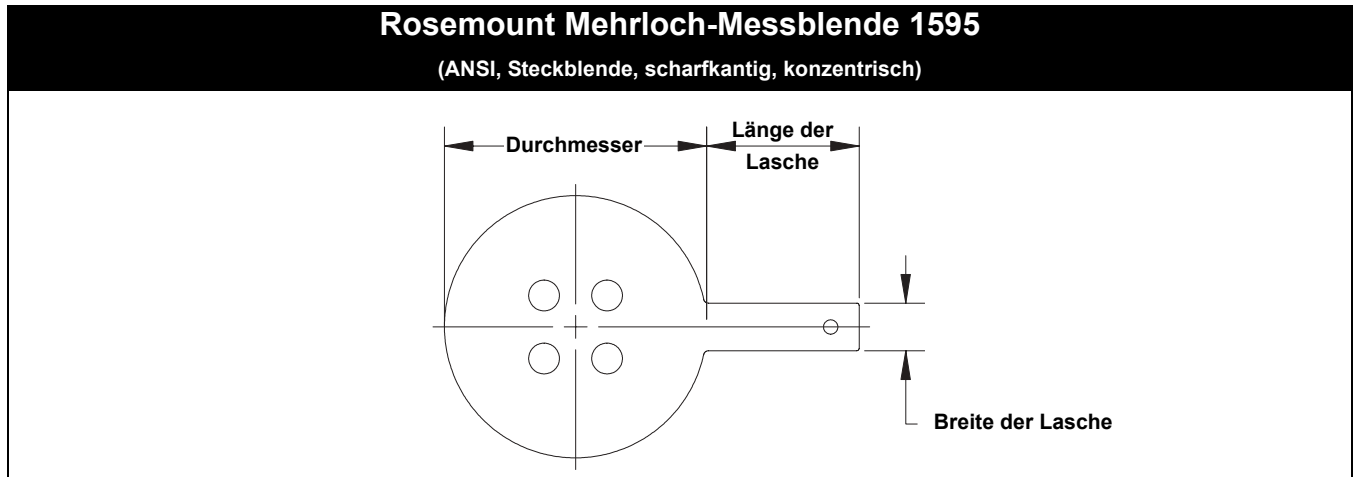 Rosemount Mehrloch-Messblende 1595
(ANSI, Steckblende, scharfkantig, konzentrisch)
Durchmesser
Länge der
Lasche
Breite der Lasche